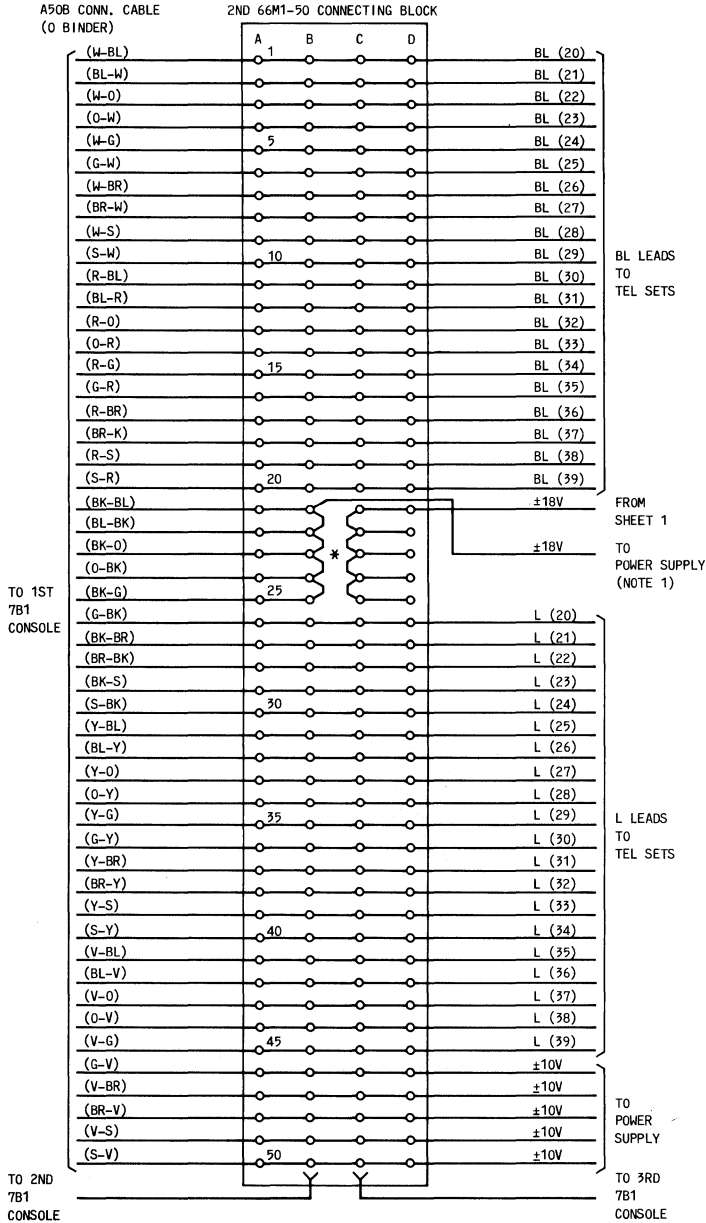 A50B CONN. CABLE 2ND 66M1-50 CONNECTING BLOCK
(O BINDER)
A B C D
(W-BL) 1 BL (20)
(BL-W) BL (21)
(W-O) BL (22)
(O-W) BL (23)
(W-G) 5 BL (24)
(G-W) BL (25)
(W-BR) BL (26)
(BR-W) BL (27)
(W-S) BL (28)
(S-W) 10 BL (29) BL LEADS
(R-BL) BL (30) TO
(BL-R) BL (31) TEL SETS
(R-O) BL (32)
(O-R) BL (33)
(R-G) 15 BL (34)
(G-R) BL (35)
(R-BR) BL (36)
(BR-K) BL (37)
(R-S) BL (38)
(S-R) 20 BL (39)
(BK-BL) ±18V FROM
(BL-BK) SHEET 1
(BK-O) * ±18V TO
(O-BK) POWER SUPPLY
TO 1ST (BK-G) 25 (NOTE 1)
7B1 (G-BK) L (20)
CONSOLE (BK-BR) L (21)
(BR-BK) L (22)
(BK-S) L (23)
(S-BK) 30 L (24)
(Y-BL) L (25)
(BL-Y) L (26)
(Y-O) L (27)
(O-Y) L (28)
(Y-G) 35 L (29) L LEADS
(G-Y) L (30) TO
(Y-BR) L (31) TEL SETS
(BR-Y) L (32)
(Y-S) L (33)
(S-Y) 40 L (34)
(V-BL) L (35)
(BL-V) L (36)
(V-O) L (37)
(O-V) L (38)
(V-G) 45 L (39)
(G-V) ±10V
(V-BR) ±10V
(BR-V) ±10V TO
(V-S) ±10V POWER
(S-V) 50 ±10V SUPPLY
TO 2ND TO 3RD
7B1 7B1
CONSOLE CONSOLE